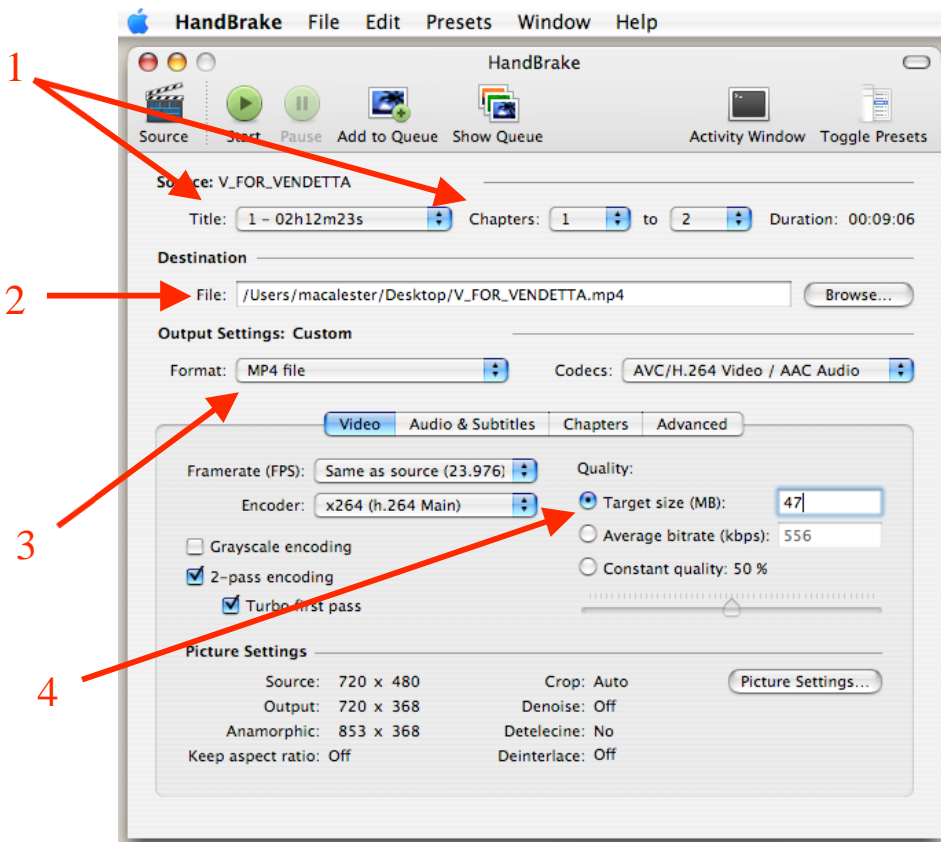 HandBrake File Edit Presets Window Help
HandBrake
1
Source Start Pause Add to Queue Show Queue Activity Window Toggle Presets
Source: V_FOR_VENDETTA
Title: 1 - 02h12m23s Chapters: 1 to 2 Duration: 00:09:06
Destination
2
File: /Users/macalester/Desktop/V_FOR_VENDETTA.mp4 Browse...
Output Settings: Custom
Format: MP4 file Codecs: AVC/H.264 Video / AAC Audio
Video Audio & Subtitles Chapters Advanced
Framerate (FPS): Same as source (23.976) Quality:
Encoder: x264 (h.264 Main) Target size (MB): 47
3
Grayscale encoding Average bitrate (kbps): 556
2-pass encoding Constant quality: 50 %
Turbo first pass
Picture Settings
4
Source: 720 x 480 Crop: Auto Picture Settings...
Output: 720 x 368 Denoise: Off
Anamorphic: 853 x 368 Detelecine: No
Keep aspect ratio: Off Deinterlace: Off